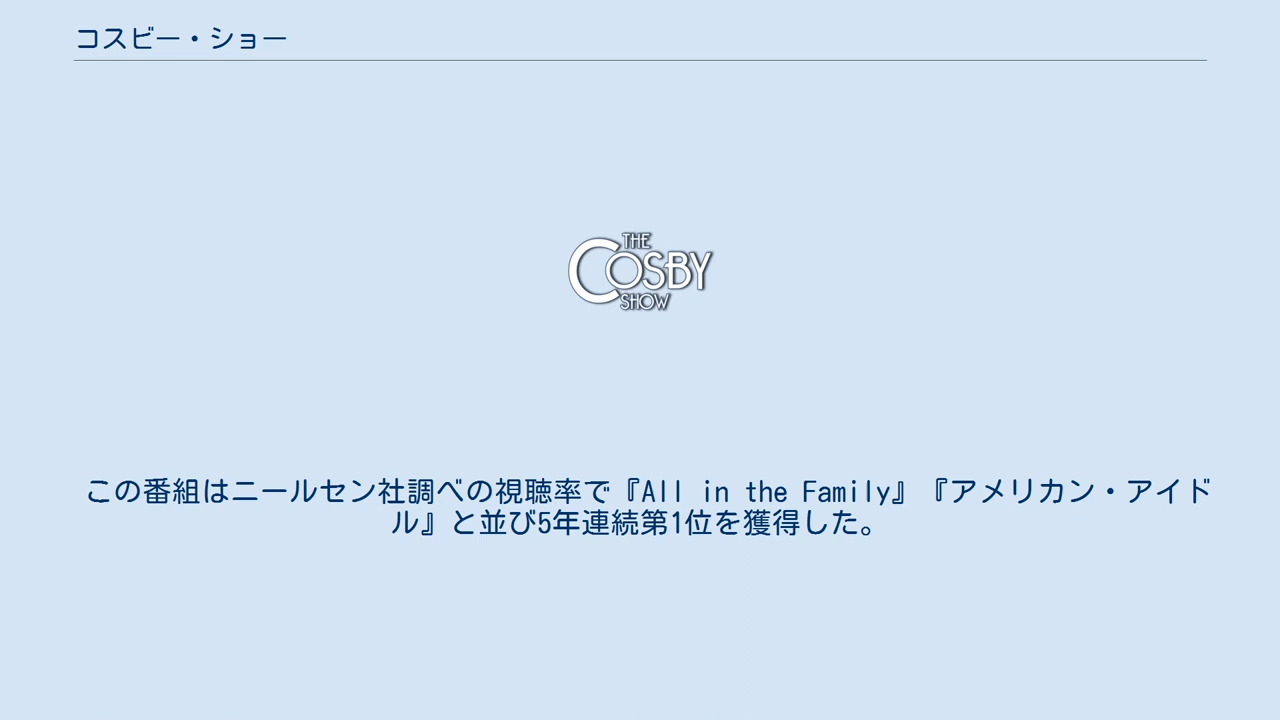 コスビー・ショー
THE
COSBY
SHOW
この番組はニールセン社調べの視聴率で『All in the Family』『アメリカン・アイド
ル』と並び5年連続第1位を獲得した。